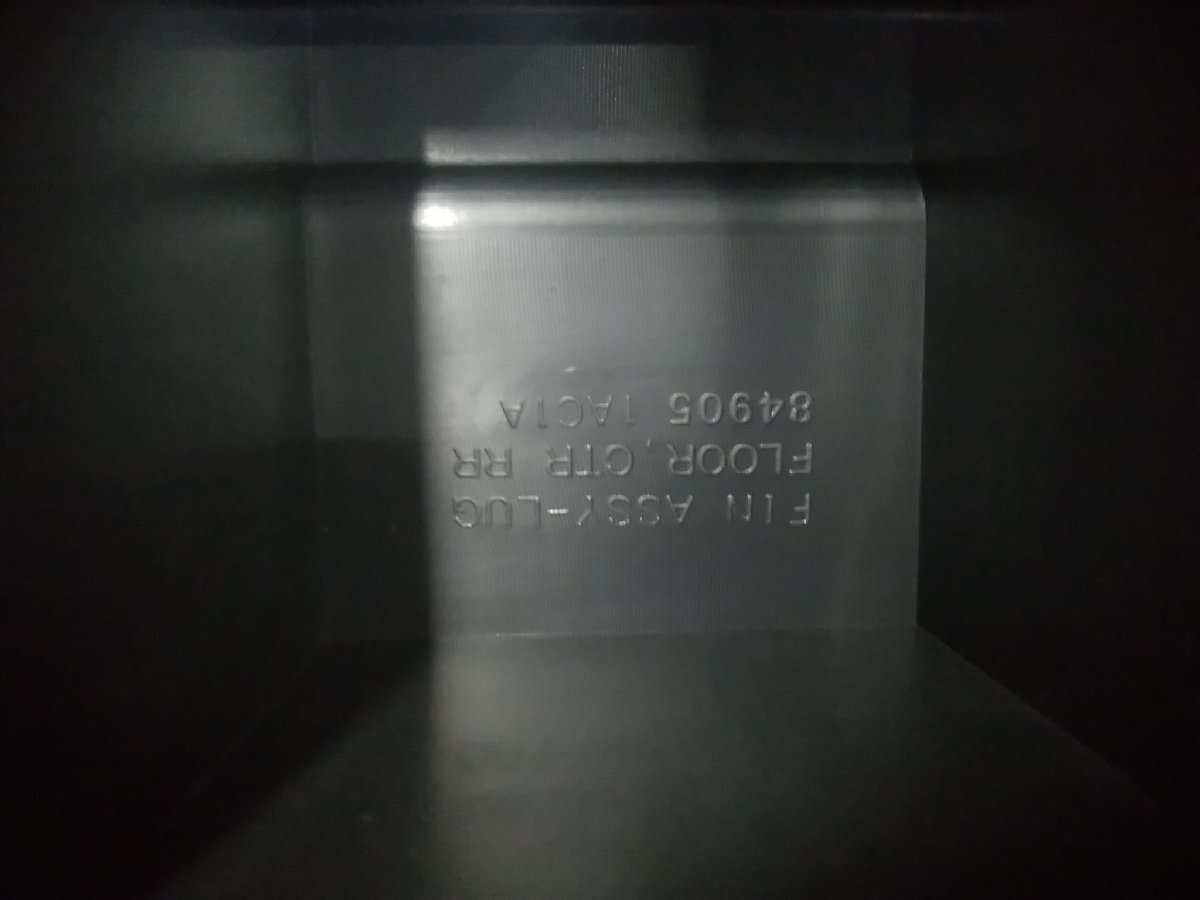 FIN ASSY-LUG
FLOOR,CTR RR
84905 1AC1A